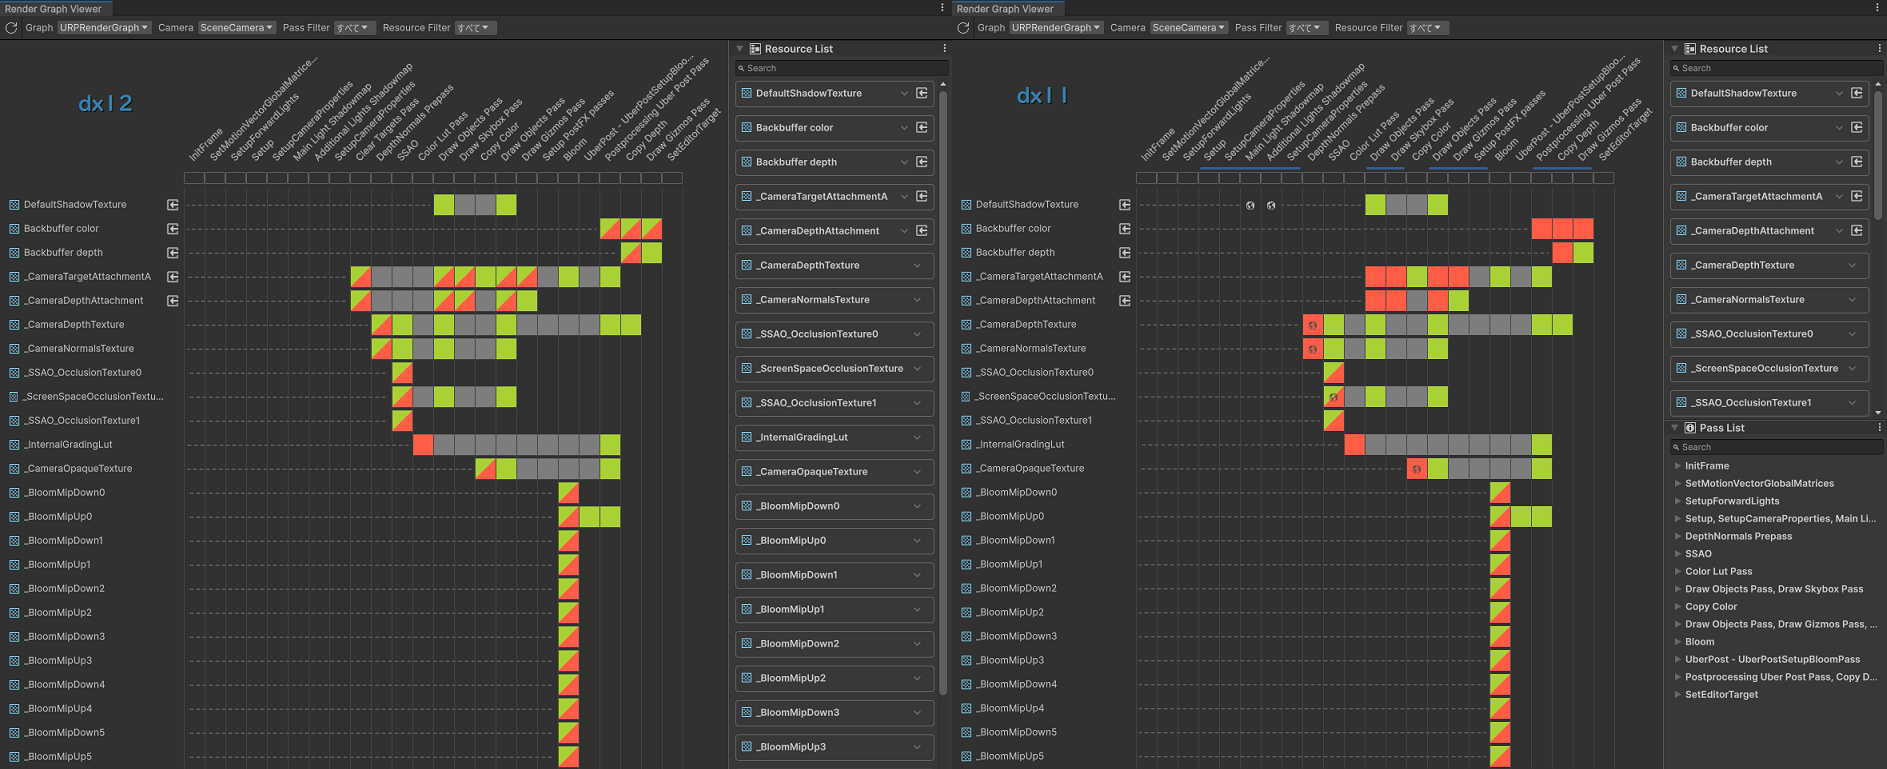 Render Graph Viewer
Graph URPRenderGraph Camera SceneCamera Pass Filter すべて Resource Filter すべて
dx12
InitFrame
SetMotionVectorGlobalMatrice...
SetupForwardLights
Setup
SetupCameraProperties
Main Light Shadowmap
Additional Lights Shadowmap
SetupCameraProperties
Clear Targets Pass
DepthNormals Prepass
SSAO
Color Lut Pass
Draw Objects Pass
Draw Skybox Pass
Copy Color
Draw Objects Pass
Draw Gizmos Pass
Setup PostFX passes
Bloom
UberPost - UberPostSetupBloo...
Postprocessing Uber Post Pass
Copy Depth
Draw Gizmos Pass
SetEditorTarget
DefaultShadowTexture
Backbuffer color
Backbuffer depth
_CameraTargetAttachmentA
_CameraDepthAttachment
_CameraDepthTexture
_CameraNormalsTexture
_SSAO_OcclusionTexture0
_ScreenSpaceOcclusionTextu...
_SSAO_OcclusionTexture1
_InternalGradingLut
_CameraOpaqueTexture
_BloomMipDown0
_BloomMipUp0
_BloomMipDown1
_BloomMipUp1
_BloomMipDown2
_BloomMipUp2
_BloomMipDown3
_BloomMipUp3
_BloomMipDown4
_BloomMipUp4
_BloomMipDown5
_BloomMipUp5
Resource List
Search
DefaultShadowTexture
Backbuffer color
Backbuffer depth
_CameraTargetAttachmentA
_CameraDepthAttachment
_CameraDepthTexture
_CameraNormalsTexture
_SSAO_OcclusionTexture0
_ScreenSpaceOcclusionTexture
_SSAO_OcclusionTexture1
_InternalGradingLut
_CameraOpaqueTexture
_BloomMipDown0
_BloomMipUp0
_BloomMipDown1
_BloomMipUp1
_BloomMipDown2
_BloomMipUp2
_BloomMipDown3
_BloomMipUp3
Render Graph Viewer
Graph URPRenderGraph Camera SceneCamera Pass Filter すべて Resource Filter すべて
dx11
InitFrame
SetMotionVectorGlobalMatrice...
SetupForwardLights
Setup
SetupCameraProperties
Main Light Shadowmap
Additional Lights Shadowmap
SetupCameraProperties
DepthNormals Prepass
SSAO
Color Lut Pass
Draw Objects Pass
Draw Skybox Pass
Copy Color
Draw Objects Pass
Draw Gizmos Pass
Setup PostFX passes
Bloom
UberPost - UberPostSetupBloo...
Postprocessing Uber Post Pass
Copy Depth
Draw Gizmos Pass
SetEditorTarget
DefaultShadowTexture
Backbuffer color
Backbuffer depth
_CameraTargetAttachmentA
_CameraDepthAttachment
_CameraDepthTexture
_CameraNormalsTexture
_SSAO_OcclusionTexture0
_ScreenSpaceOcclusionTextu...
_SSAO_OcclusionTexture1
_InternalGradingLut
_CameraOpaqueTexture
_BloomMipDown0
_BloomMipUp0
_BloomMipDown1
_BloomMipUp1
_BloomMipDown2
_BloomMipUp2
_BloomMipDown3
_BloomMipUp3
_BloomMipDown4
_BloomMipUp4
_BloomMipDown5
_BloomMipUp5
Resource List
Search
DefaultShadowTexture
Backbuffer color
Backbuffer depth
_CameraTargetAttachmentA
_CameraDepthAttachment
_CameraDepthTexture
_CameraNormalsTexture
_SSAO_OcclusionTexture0
_ScreenSpaceOcclusionTexture
_SSAO_OcclusionTexture1
Pass List
Search
InitFrame
SetMotionVectorGlobalMatrices
SetupForwardLights
Setup, SetupCameraProperties, Main Li...
DepthNormals Prepass
SSAO
Color Lut Pass
Draw Objects Pass, Draw Skybox Pass
Copy Color
Draw Objects Pass, Draw Gizmos Pass, ...
Bloom
UberPost - UberPostSetupBloomPass
Postprocessing Uber Post Pass, Copy D...
SetEditorTarget